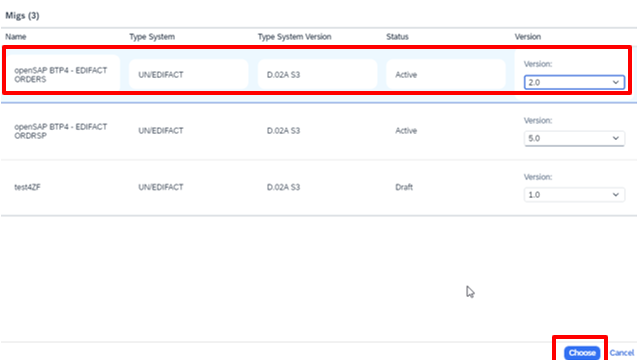 Migs (3)
Name Type System Type System Version Status Version
openSAP BTP4 - EDIFACT
ORDERS
UN/EDIFACT D.02A S3 Active
Version:
2.0
openSAP BTP4 - EDIFACT
ORDRSP
UN/EDIFACT D.02A S3 Active
Version:
5.0
test4ZF UN/EDIFACT D.02A S3 Draft
Version:
1.0
Choose Cancel